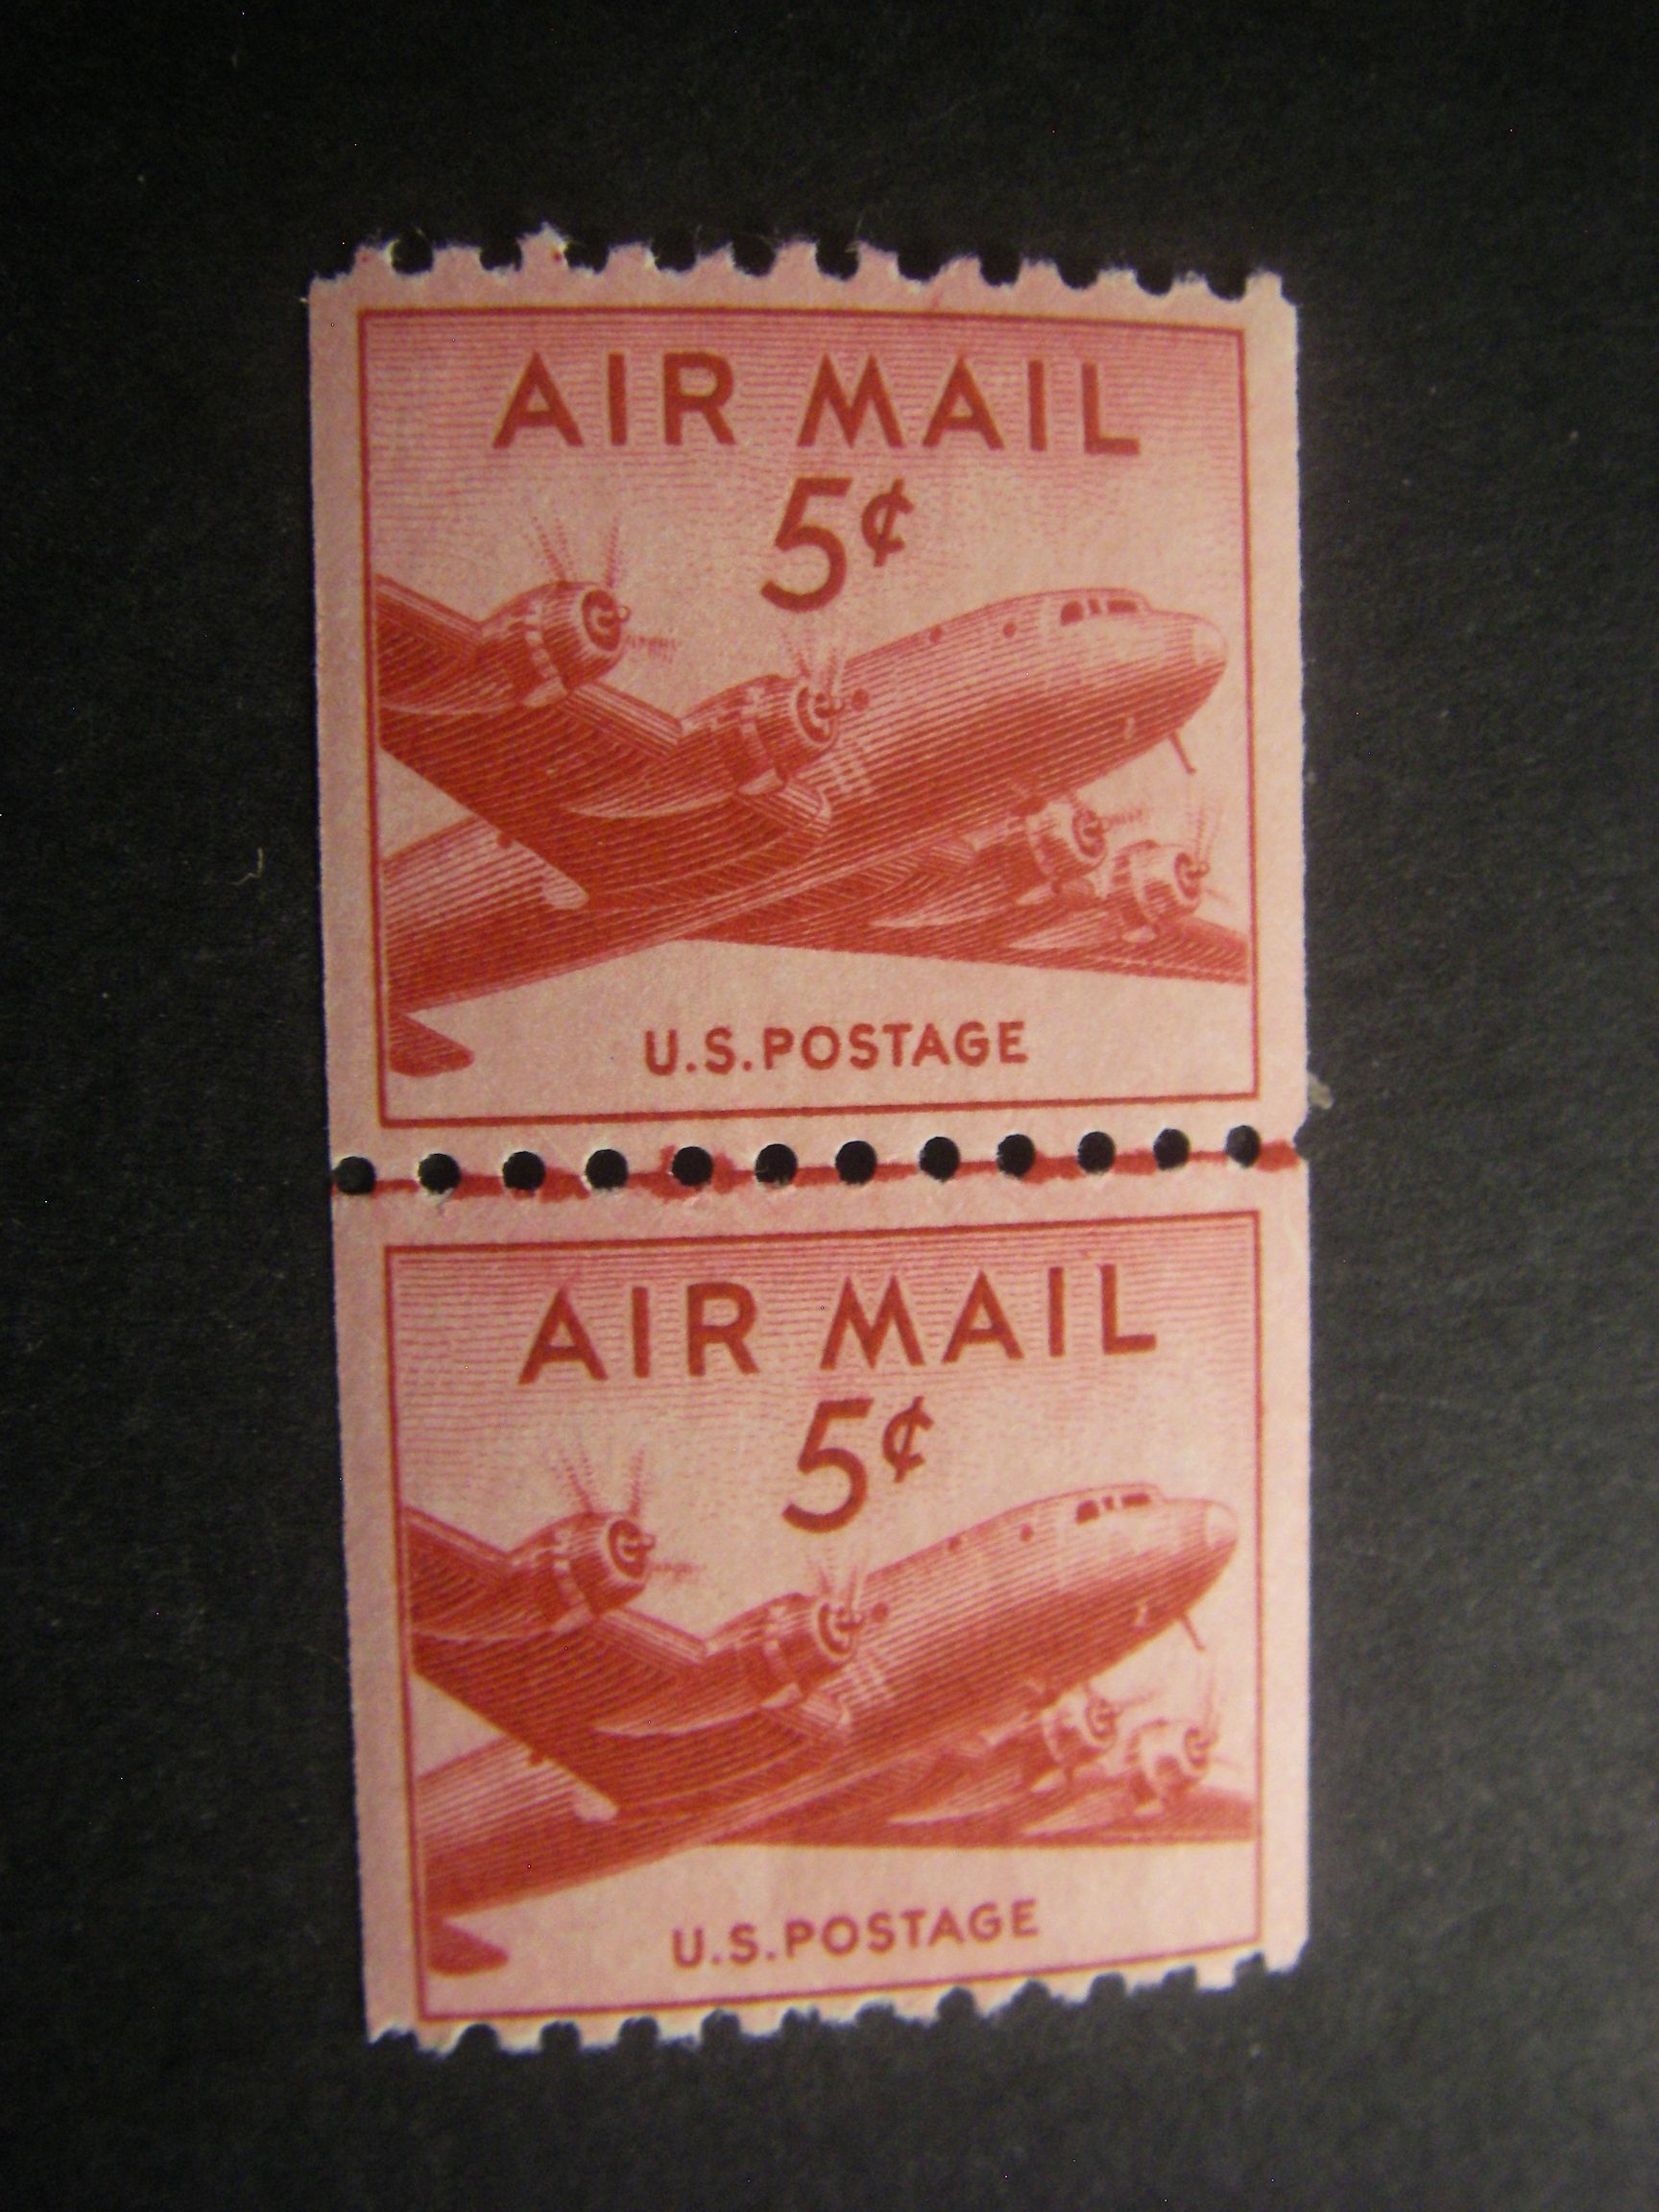 AIR MAIL
5¢
U.S. POSTAGE
AIR MAIL
5¢
U.S. POSTAGE